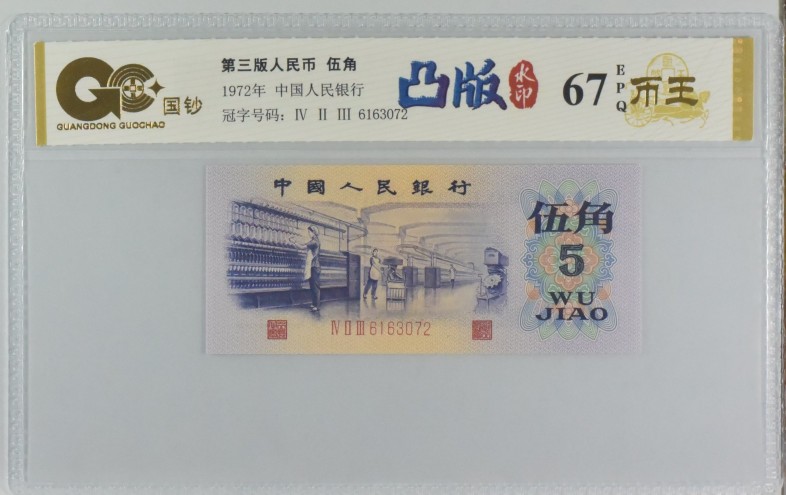 GC
国钞
GUANGDONG GUOCHAO
第三版人民币 伍角
1972年 中国人民银行
冠字号码: Ⅳ Ⅱ Ⅲ 6163072
凸版
水印
67
EPQ
币王
中國人民銀行
伍角
5
WU
JIAO
Ⅳ Ⅱ Ⅲ 6163072